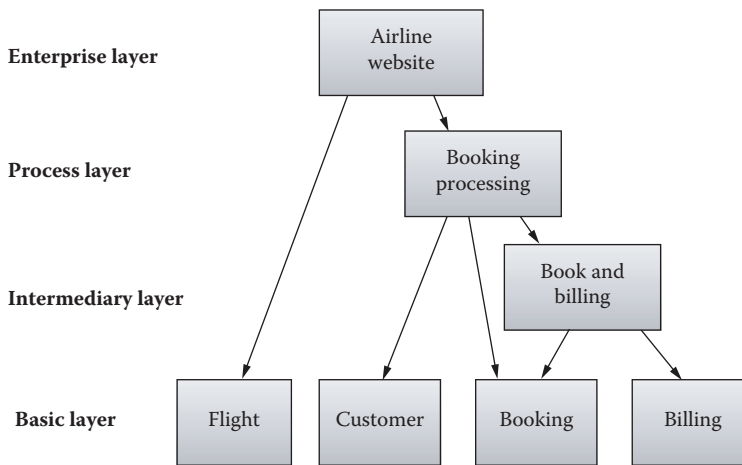 Enterprise layer
Airline
website
Process layer
Booking
processing
Intermediary layer
Book and
billing
Basic layer
Flight
Customer
Booking
Billing